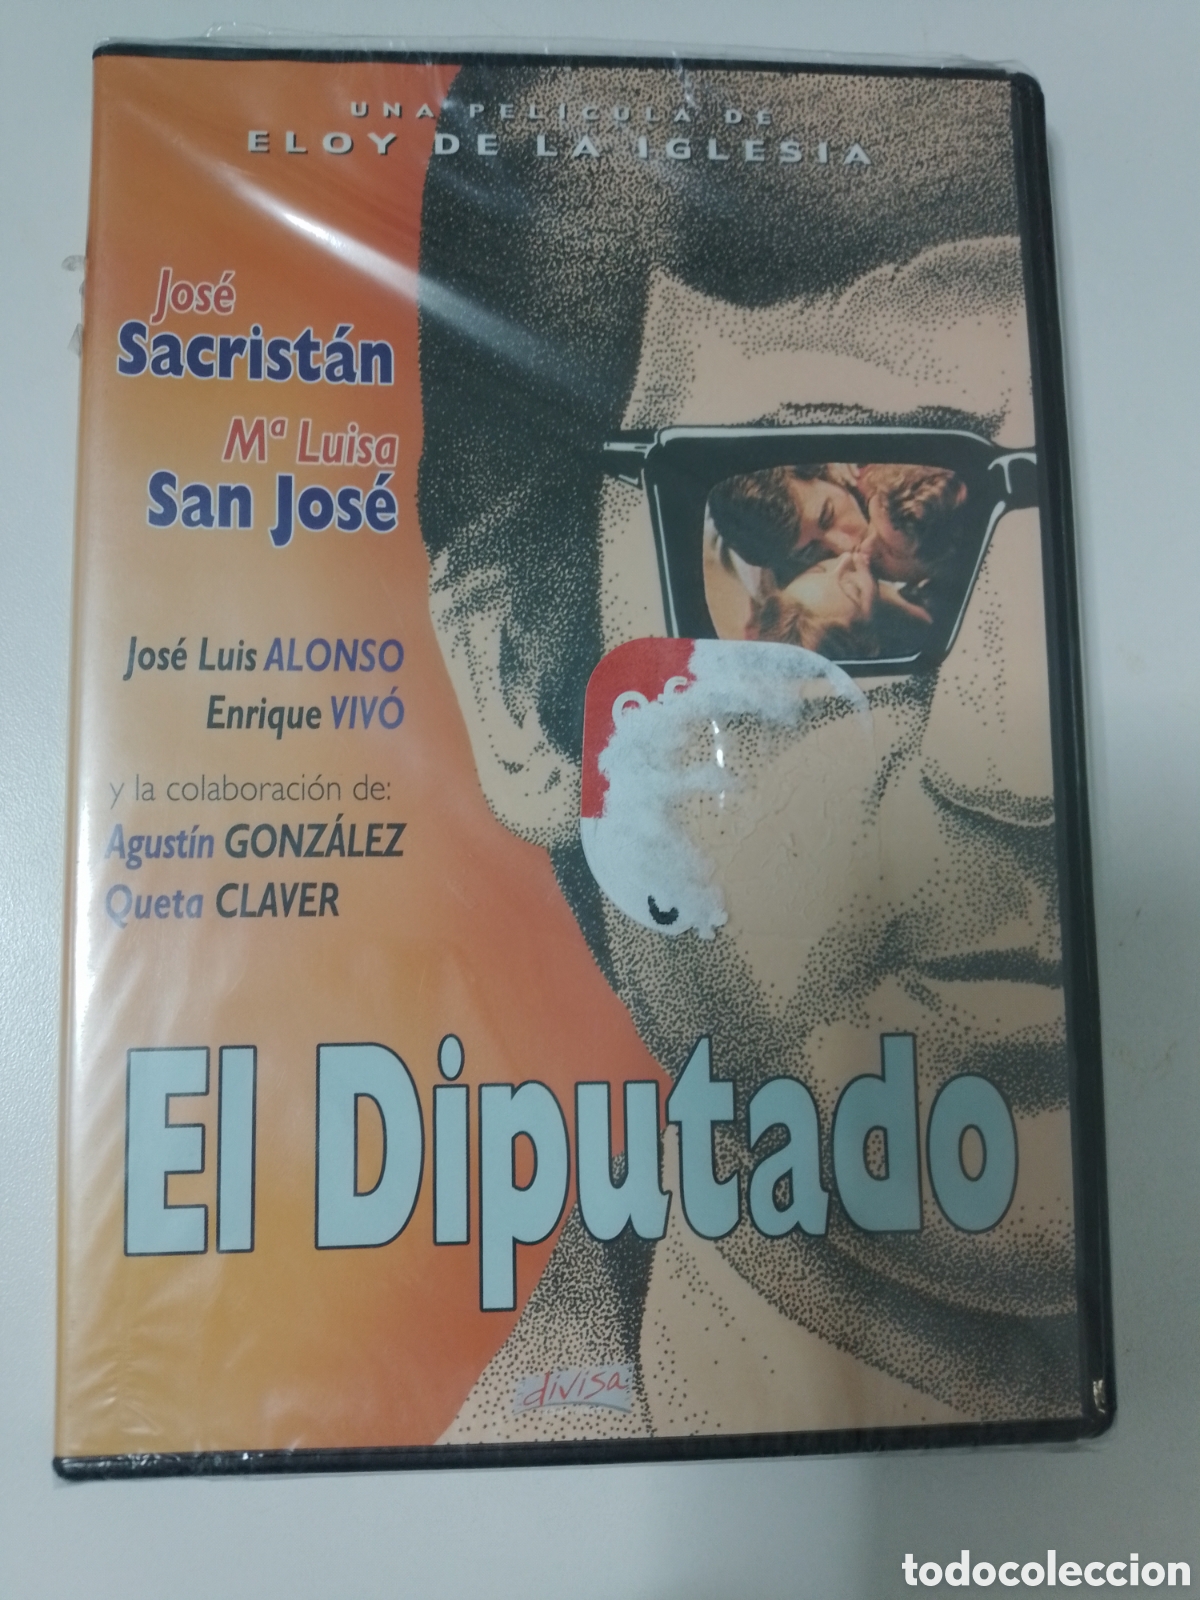 UNA PELÍCULA DE
ELOY DE LA IGLESIA
José
Sacristán
Mª Luisa
San José
José Luis ALONSO
Enrique VIVÓ
y la colaboración de:
Agustín GONZÁLEZ
Queta CLAVER
El Diputado
divisa
todocoleccion